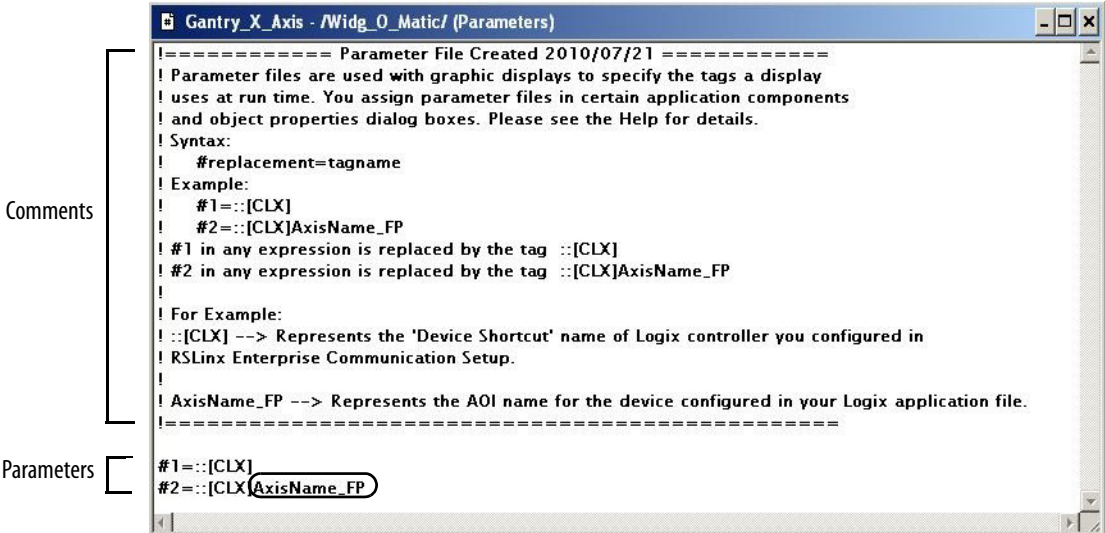 Gantry_X_Axis - /Widg_O_Matic/ (Parameters)
!============ Parameter File Created 2010/07/21 ============
! Parameter files are used with graphic displays to specify the tags a display
! uses at run time. You assign parameter files in certain application components
! and object properties dialog boxes. Please see the Help for details.
! Syntax:
! #replacement=tagname
! Example:
! #1=::[CLX]
! #2=::[CLX]AxisName_FP
! #1 in any expression is replaced by the tag ::[CLX]
! #2 in any expression is replaced by the tag ::[CLX]AxisName_FP
!
! For Example:
! ::[CLX] --> Represents the 'Device Shortcut' name of Logix controller you configured in
! RSLinx Enterprise Communication Setup.
!
! AxisName_FP --> Represents the AOI name for the device configured in your Logix application file.
!================================================
Comments
Parameters
#1=::[CLX]
#2=::[CLX]AxisName_FP